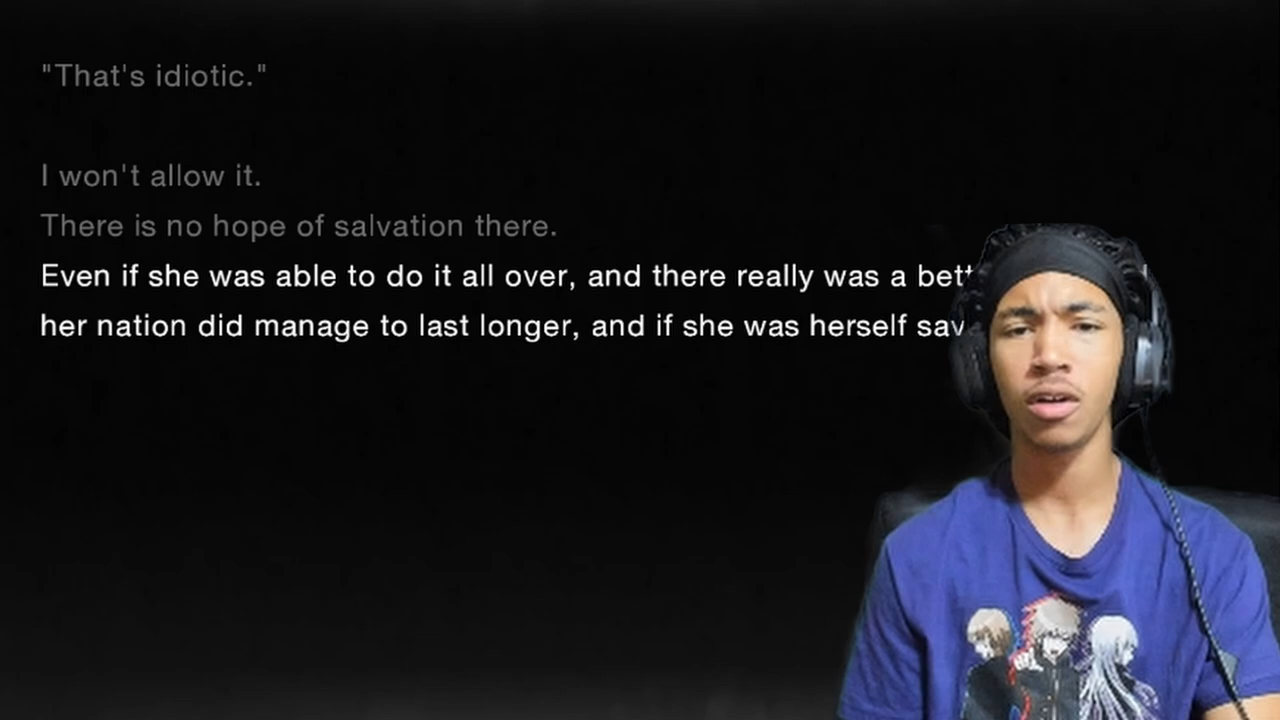 "That's idiotic."
I won't allow it.
There is no hope of salvation there.
Even if she was able to do it all over, and there really was a
her nation did manage to last longer, and if she was herself